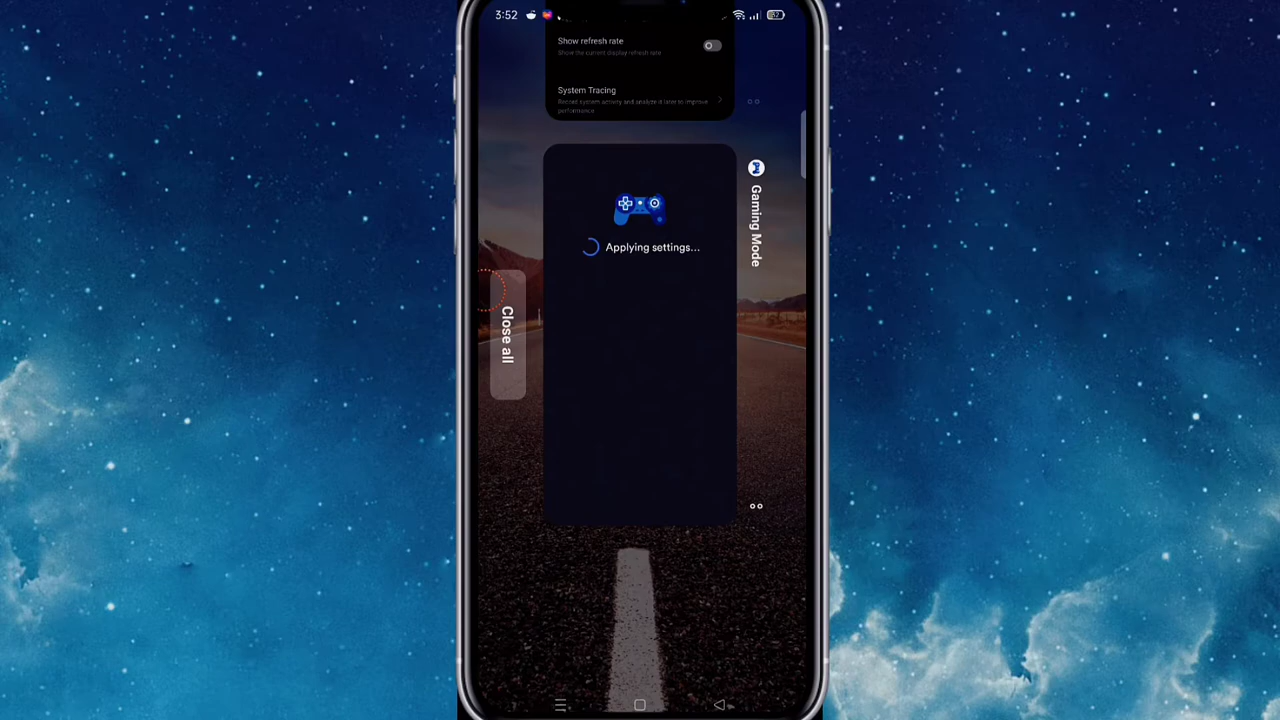 3:52
52
Show refresh rate
Show the current display refresh rate
System Tracing
Record system activity and analyze it later to improve
performance
Gaming Mode
Applying settings...
Close all